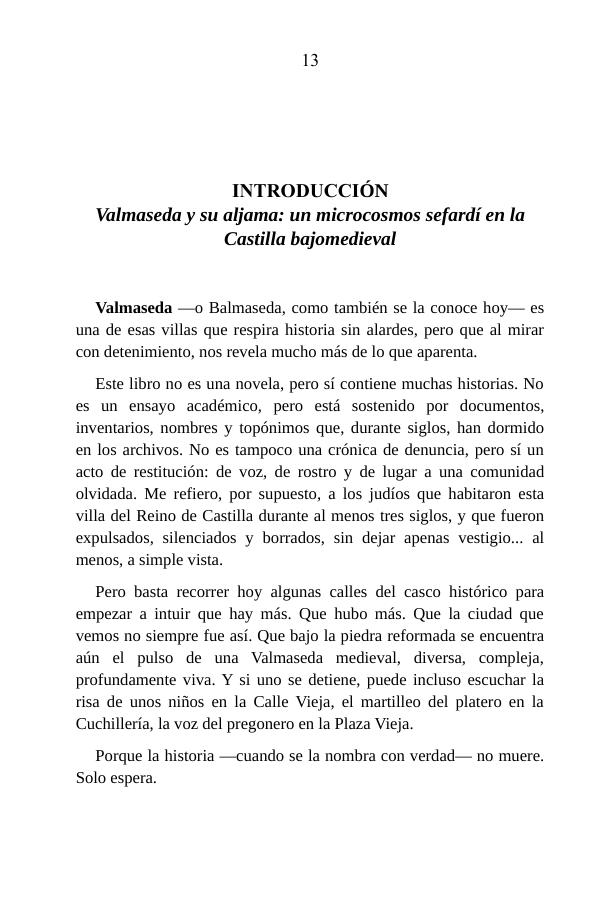 13
INTRODUCCIÓN
Valmaseda y su aljama: un microcosmos sefardí en la
Castilla bajomedieval
Valmaseda —o Balmaseda, como también se la conoce hoy— es
una de esas villas que respira historia sin alardes, pero que al mirar
con detenimiento, nos revela mucho más de lo que aparenta.
Este libro no es una novela, pero sí contiene muchas historias. No
es un ensayo académico, pero está sostenido por documentos,
inventarios, nombres y topónimos que, durante siglos, han dormido
en los archivos. No es tampoco una crónica de denuncia, pero sí un
acto de restitución: de voz, de rostro y de lugar a una comunidad
olvidada. Me refiero, por supuesto, a los judíos que habitaron esta
villa del Reino de Castilla durante al menos tres siglos, y que fueron
expulsados, silenciados y borrados, sin dejar apenas vestigio... al
menos, a simple vista.
Pero basta recorrer hoy algunas calles del casco histórico para
empezar a intuir que hay más. Que hubo más. Que la ciudad que
vemos no siempre fue así. Que bajo la piedra reformada se encuentra
aún el pulso de una Valmaseda medieval, diversa, compleja,
profundamente viva. Y si uno se detiene, puede incluso escuchar la
risa de unos niños en la Calle Vieja, el martilleo del platero en la
Cuchillería, la voz del pregonero en la Plaza Vieja.
Porque la historia —cuando se la nombra con verdad— no muere.
Solo espera.